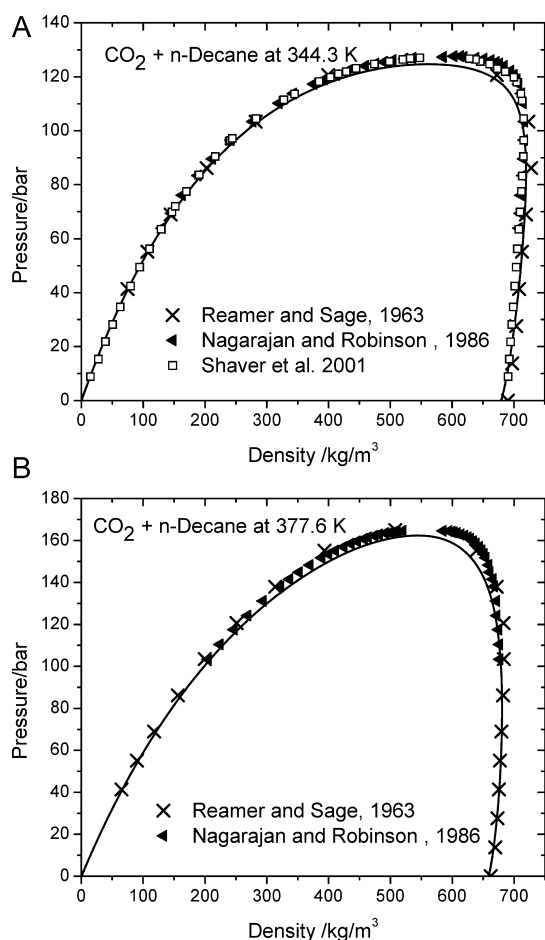 A
CO2 + n-Decane at 344.3 K
140
120
100
80
60
40
20
0
Pressure/bar
Reamer and Sage, 1963
Nagarajan and Robinson , 1986
Shaver et al. 2001
0 100 200 300 400 500 600 700
Density /kg/m3
B
CO2 + n-Decane at 377.6 K
180
160
140
120
100
80
60
40
20
0
Pressure/bar
Reamer and Sage, 1963
Nagarajan and Robinson , 1986
0 100 200 300 400 500 600 700
Density /kg/m3